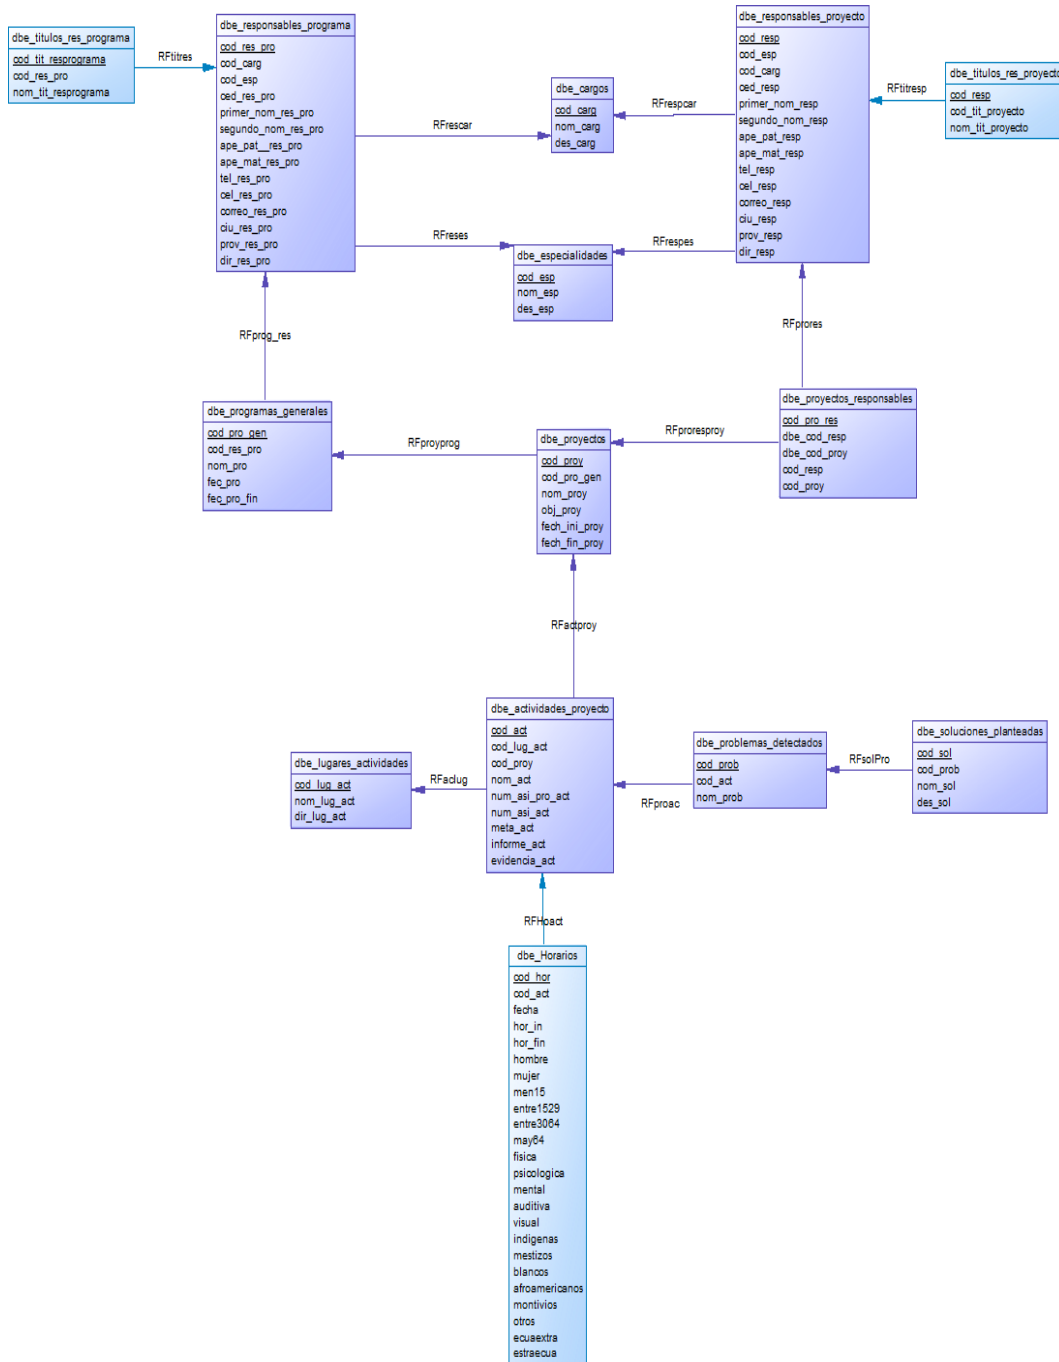 dbe_titulos_res_programa
cod_tit_resprograma
cod_res_pro
nom_tit_resprograma
RFtitres
dbe_responsables_programa
cod_res_pro
cod_carg
cod_esp
ced_res_pro
primer_nom_res_pro
segundo_nom_res_pro
ape_pat__res_pro
ape_mat_res_pro
tel_res_pro
cel_res_pro
correo_res_pro
ciu_res_pro
prov_res_pro
dir_res_pro
RFrescar
dbe_cargos
cod_carg
nom_carg
des_carg
RFrespcar
dbe_responsables_proyecto
cod_resp
cod_esp
cod_carg
ced_resp
primer_nom_resp
segundo_nom_resp
ape_pat_resp
ape_mat_resp
tel_resp
cel_resp
correo_resp
ciu_resp
prov_resp
dir_resp
RFtitresp
dbe_titulos_res_proyecto
cod_resp
cod_tit_proyecto
nom_tit_proyecto
RFreses
dbe_especialidades
cod_esp
nom_esp
des_esp
RFrespes
RFprog_res
RFprores
dbe_programas_generales
cod_pro_gen
cod_res_pro
nom_pro
fec_pro
fec_pro_fin
RFproyprog
dbe_proyectos
cod_proy
cod_pro_gen
nom_proy
obj_proy
fech_ini_proy
fech_fin_proy
RFproresproy
dbe_proyectos_responsables
cod_pro_res
dbe_cod_resp
dbe_cod_proy
cod_resp
cod_proy
RFactproy
dbe_lugares_actividades
cod_lug_act
nom_lug_act
dir_lug_act
RFaclug
dbe_actividades_proyecto
cod_act
cod_lug_act
cod_proy
nom_act
num_asi_pro_act
num_asi_act
meta_act
informe_act
evidencia_act
RFproac
dbe_problemas_detectados
cod_prob
cod_act
nom_prob
RFsolPro
dbe_soluciones_planteadas
cod_sol
cod_prob
nom_sol
des_sol
RFHoact
dbe_Horarios
cod_hor
cod_act
fecha
hor_in
hor_fin
hombre
mujer
men15
entre1529
entre3064
may64
fisica
psicologica
mental
auditiva
visual
indigenas
mestizos
blancos
afroamericanos
montivios
otros
ecuaextra
estraecua